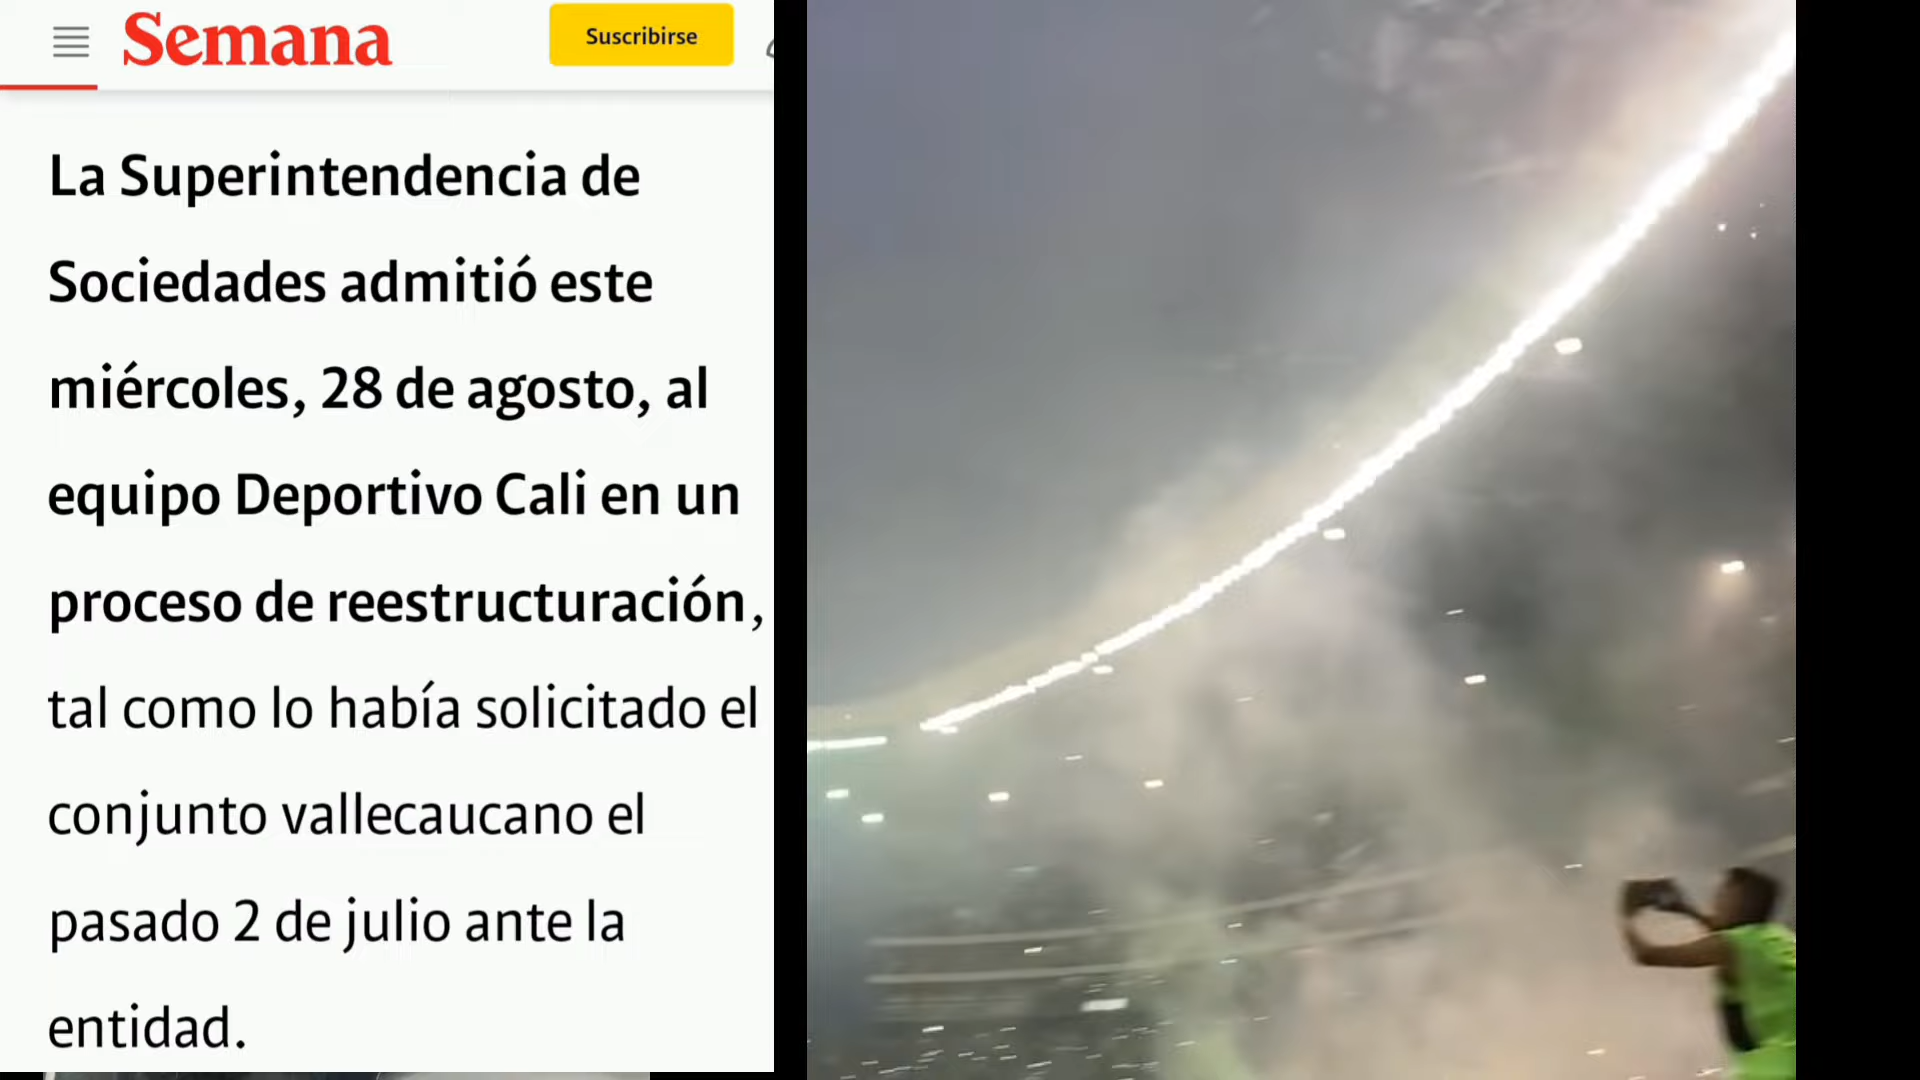 Semana
Suscribirse
La Superintendencia de
Sociedades admitió este
miércoles, 28 de agosto, al
equipo Deportivo Cali en un
proceso de reestructuración,
tal como lo había solicitado el
conjunto vallecaucano el
pasado 2 de julio ante la
entidad.